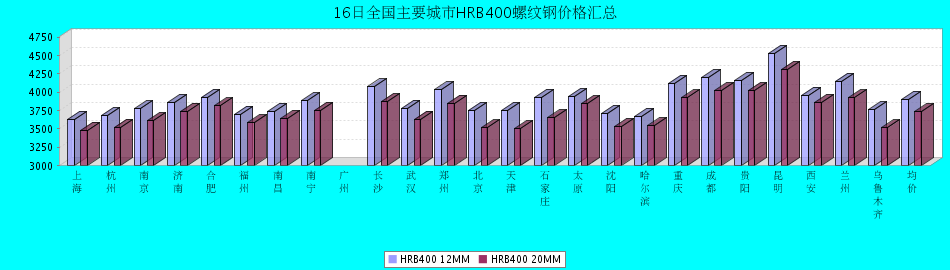 16日全国主要城市HRB400螺纹钢价格汇总
4750
4500
4250
4000
3750
3500
3250
3000
上海
杭州
南京
济南
合肥
福州
南昌
南宁
广州
长沙
武汉
郑州
北京
天津
石家庄
太原
沈阳
哈尔滨
重庆
成都
贵阳
昆明
西安
兰州
乌鲁木齐
均价
HRB400 12MM HRB400 20MM